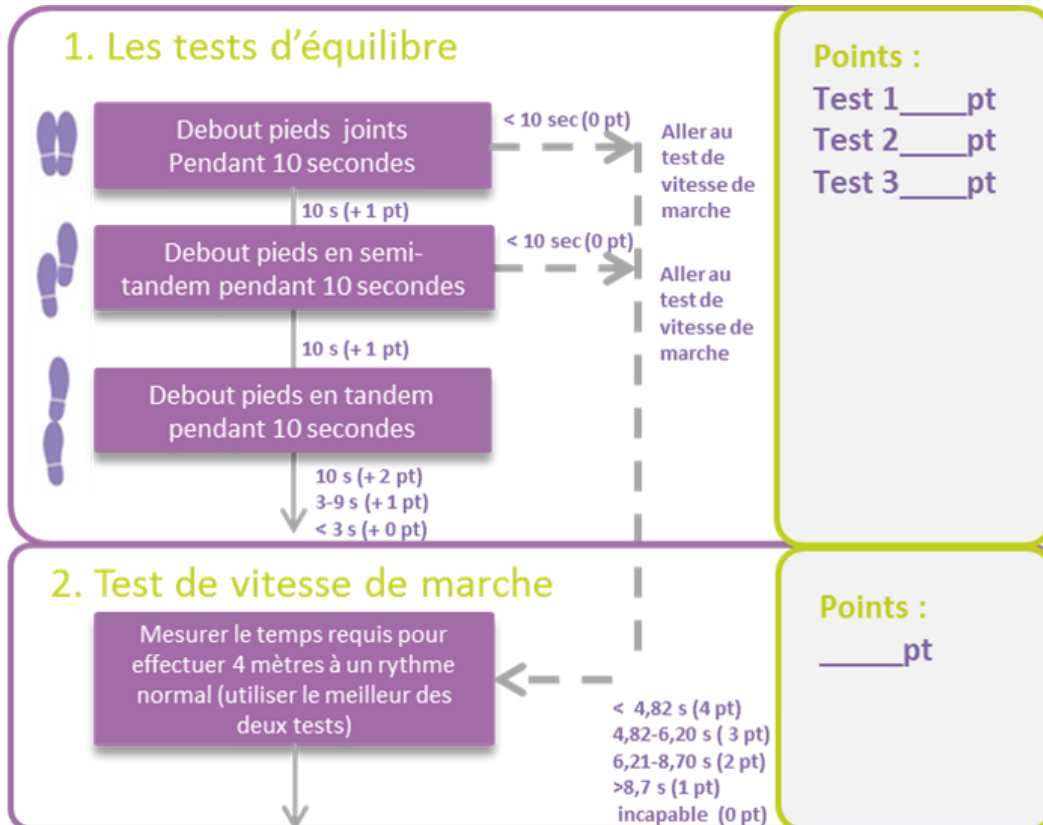 1. Les tests d'équilibre
Debout pieds joints
Pendant 10 secondes
< 10 sec (0 pt)
Aller au
test de
vitesse de
marche
10 s (+ 1 pt)
Debout pieds en semi-
tandem pendant 10 secondes
< 10 sec (0 pt)
Aller au
test de
vitesse de
marche
10 s (+ 1 pt)
Debout pieds en tandem
pendant 10 secondes
10 s (+ 2 pt)
3-9 s (+ 1 pt)
< 3 s (+ 0 pt)
Points :
Test 1____pt
Test 2____pt
Test 3____pt
2. Test de vitesse de marche
Mesurer le temps requis pour
effectuer 4 mètres à un rythme
normal (utiliser le meilleur des
deux tests)
< 4,82 s (4 pt)
4,82-6,20 s ( 3 pt)
6,21-8,70 s (2 pt)
>8,7 s (1 pt)
incapable (0 pt)
Points :
_____pt